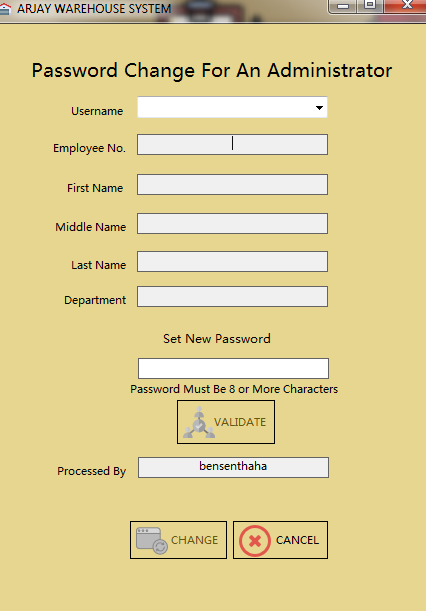 ARJAY WAREHOUSE SYSTEM
Password Change For An Administrator
Username
Employee No.
First Name
Middle Name
Last Name
Department
Set New Password
Password Must Be 8 or More Characters
VALIDATE
Processed By bensenthaha
CHANGE CANCEL